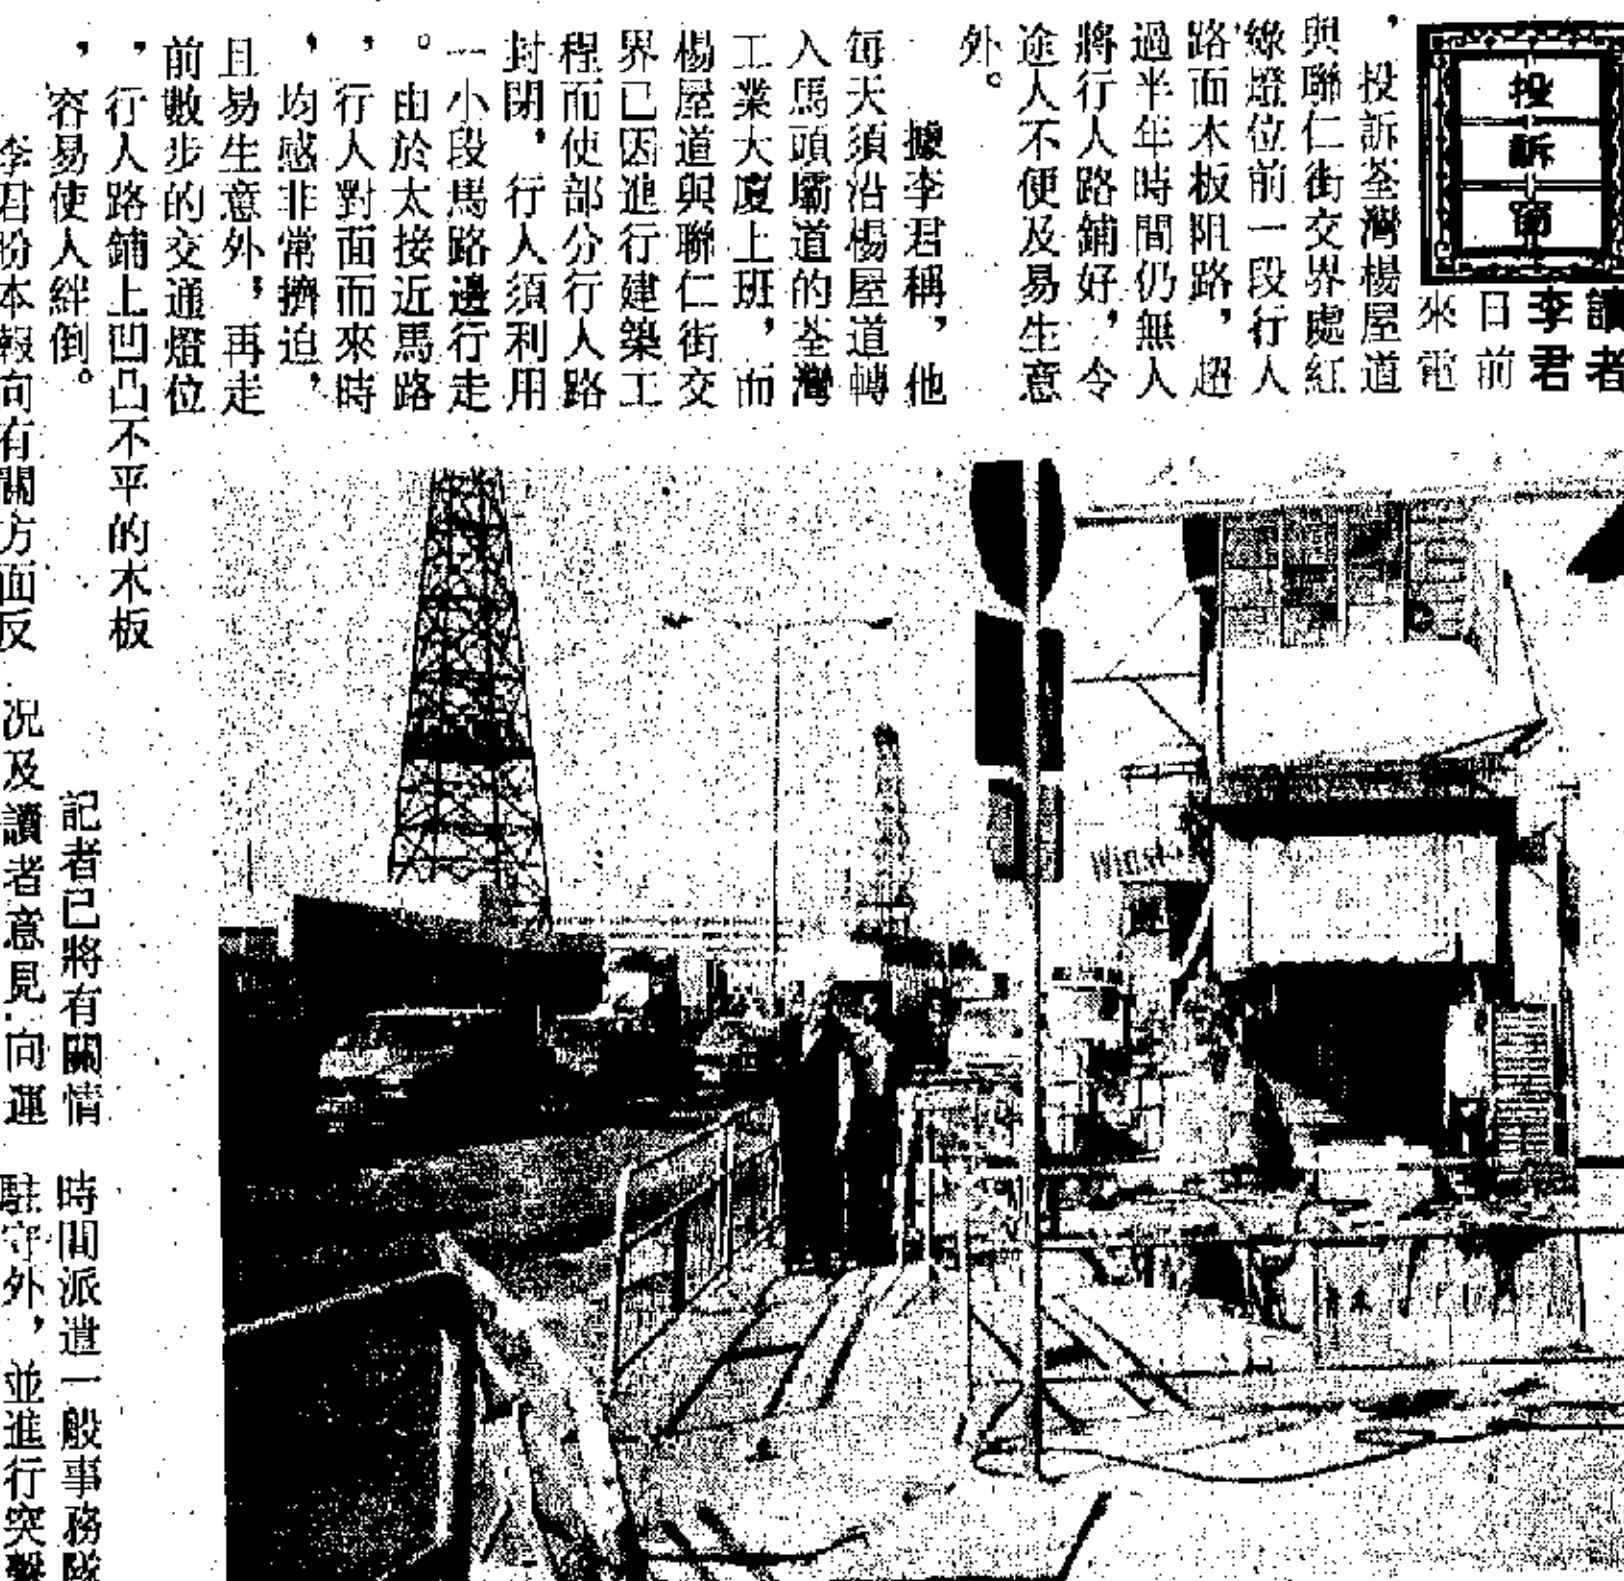 投訴窗
讀者
李君
日前
來電
，投訴荃灣楊屋道
與聯仁街交界處紅
綠燈位前一段行人
路面木板阻路，超
過半年時間仍無人
將行人路鋪好，令
途人不便及易生意
外。
據李君稱，他
每天須沿楊屋道轉
入馬頭壩道的荃灣
工業大廈上班，而
楊屋道與聯仁街交
界已因進行建築工
程而使部分行人路
封閉，行人須利用
一小段馬路邊行走
。由於太接近馬路
，行人對面而來時
，均感非常擠迫，
且易生意外，再走
前數步的交通燈位
，行人路鋪上凹凸不平的木板
，容易使人絆倒。
李君盼本報向有關方面反
記者已將有關情
况及讀者意見向運
時間派遣一般事務隊
駐守外，並進行突擊